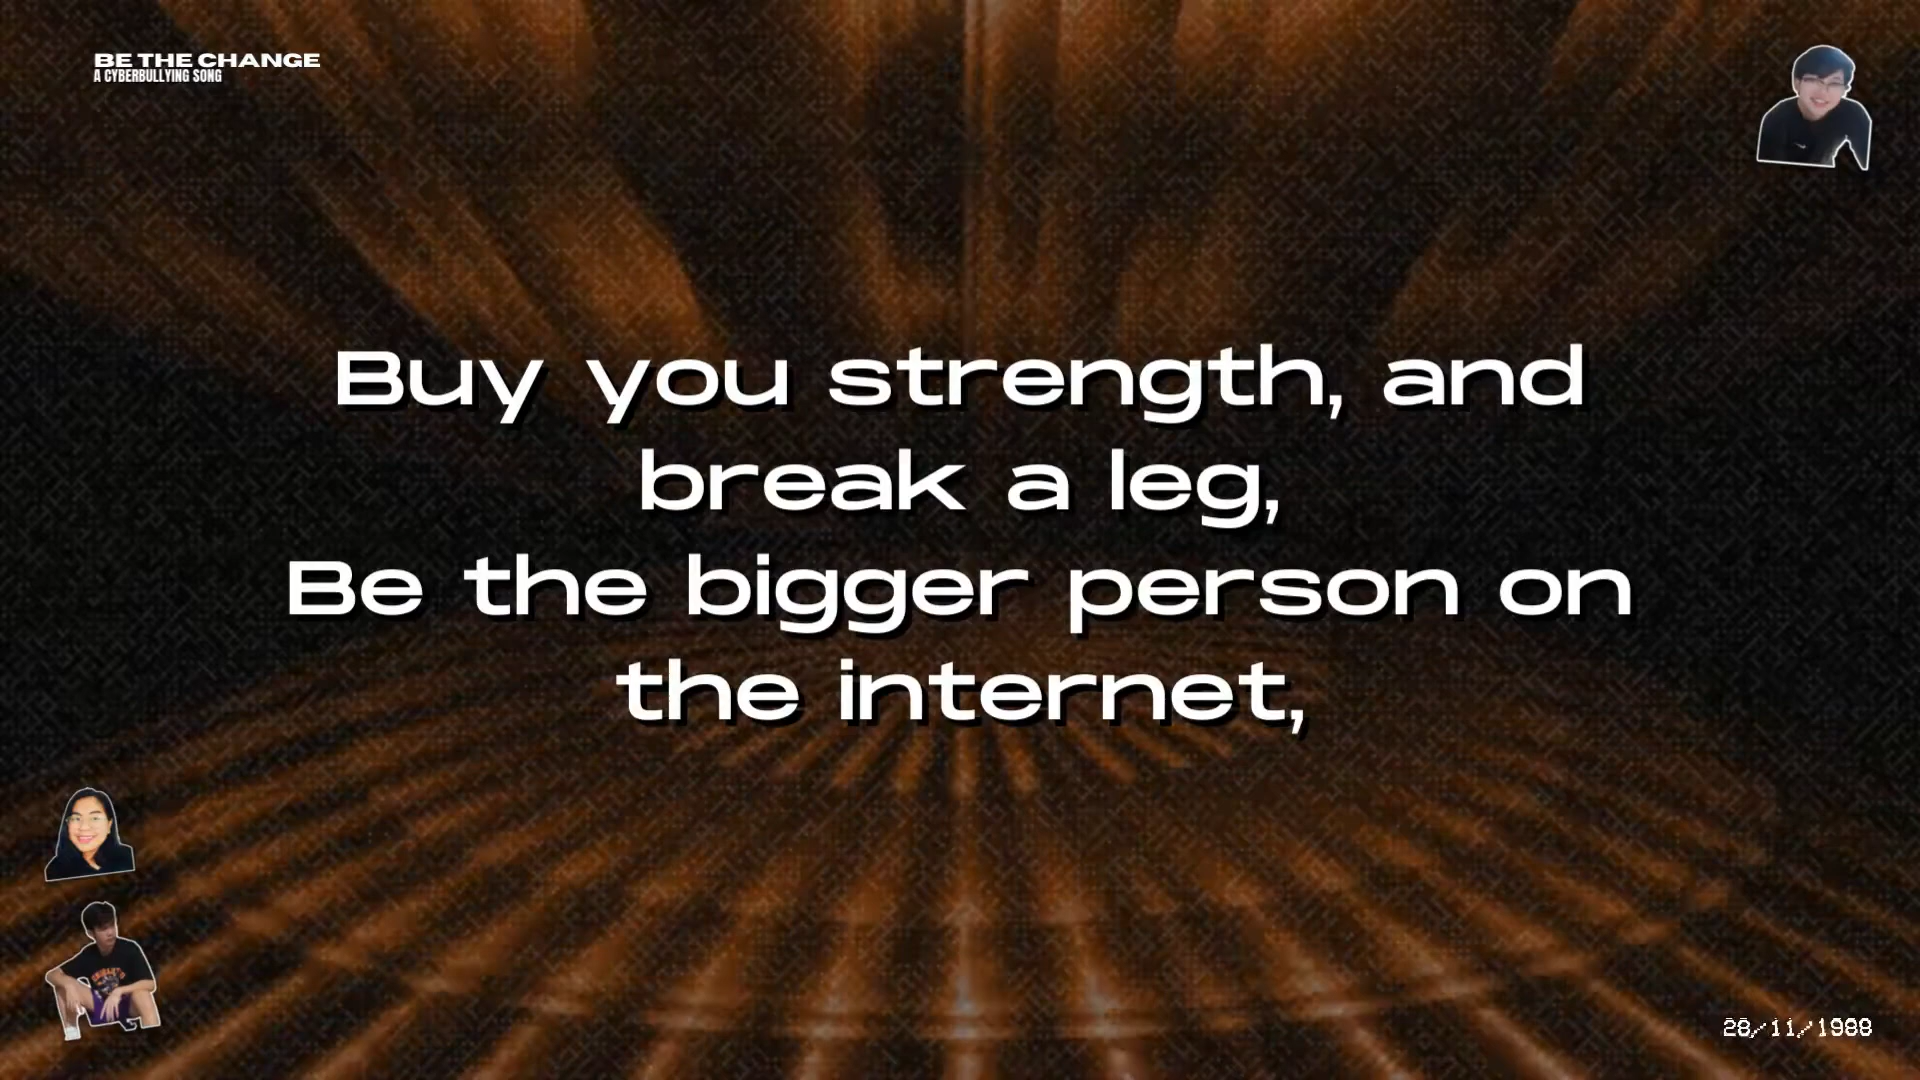 BE THE CHANGE
A CYBERBULLYING SONG
Buy you strength, and
break a leg,
Be the bigger person on
the internet,
28/11/1988